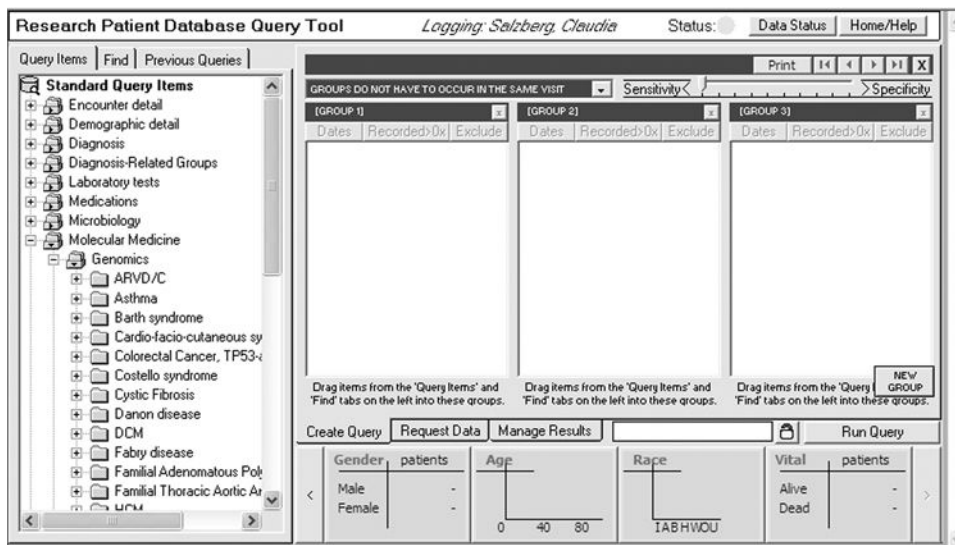 Research Patient Database Query Tool Logging: Salzberg, Claudia Status: Data Status Home/Help
Query Items Find Previous Queries
Standard Query Items
Encounter detail
Demographic detail
Diagnosis
Diagnosis-Related Groups
Laboratory tests
Medications
Microbiology
Molecular Medicine
Genomics
ARVD/C
Asthma
Barth syndrome
Cardio-facio-cutaneous sy
Colorectal Cancer, TP53-a
Costello syndrome
Cystic Fibrosis
Danon disease
DCM
Fabry disease
Familial Adenomatous Poly
Familial Thoracic Aortic An
HCM
Print X
GROUPS DO NOT HAVE TO OCCUR IN THE SAME VISIT Sensitivity Specificity
[GROUP 1] x [GROUP 2] x [GROUP 3] x
Dates Recorded>0x Exclude Dates Recorded>0x Exclude Dates Recorded>0x Exclude
NEW
GROUP
Drag items from the 'Query Items' and Drag items from the 'Query Items' and Drag items from the 'Query
'Find' tabs on the left into these groups. 'Find' tabs on the left into these groups. 'Find' tabs on the left into these groups.
Create Query Request Data Manage Results Run Query
Gender patients Age Race Vital patients
Male - Alive -
Female - Dead -
0 40 80 IABHWOU